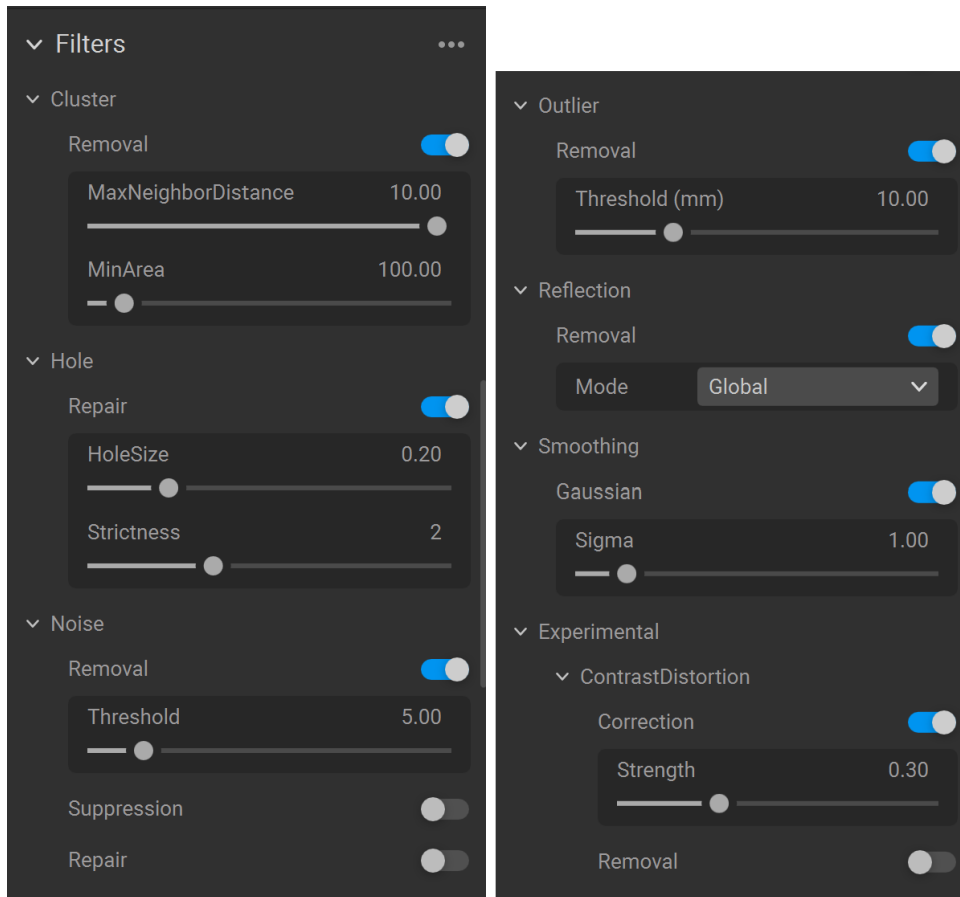 Filters
Cluster
Removal
MaxNeighborDistance 10.00
MinArea 100.00
Hole
Repair
HoleSize 0.20
Strictness 2
Noise
Removal
Threshold 5.00
Suppression
Repair
Outlier
Removal
Threshold (mm) 10.00
Reflection
Removal
Mode Global
Smoothing
Gaussian
Sigma 1.00
Experimental
ContrastDistortion
Correction
Strength 0.30
Removal